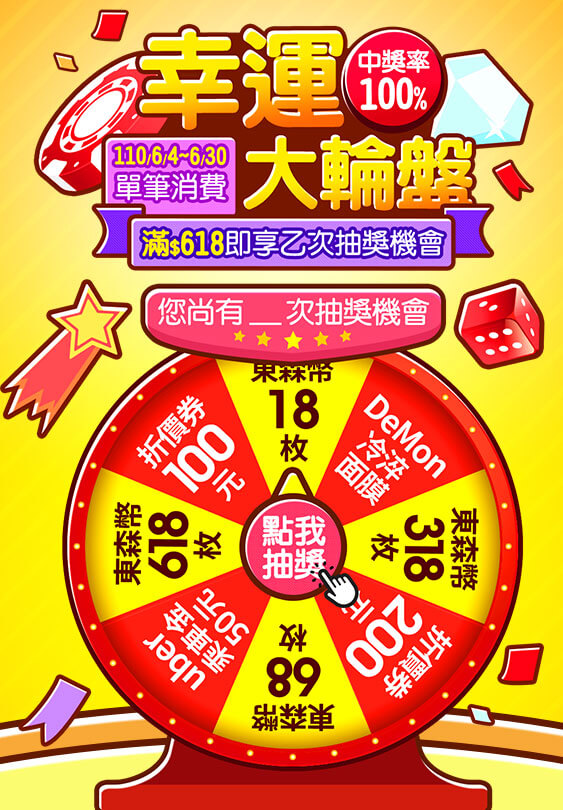 幸運
中獎率
100%
110/6/4~6/30
單筆消費
大輪盤
滿$618即享乙次抽獎機會
您尚有__次抽獎機會
東森幣
18
枚
DeMon
冷淬
面膜
東森幣
318
枚
折價券
200
元
東森幣
68
枚
uber
乘車金
50元
東森幣
618
枚
折價券
100
元
點我
抽獎